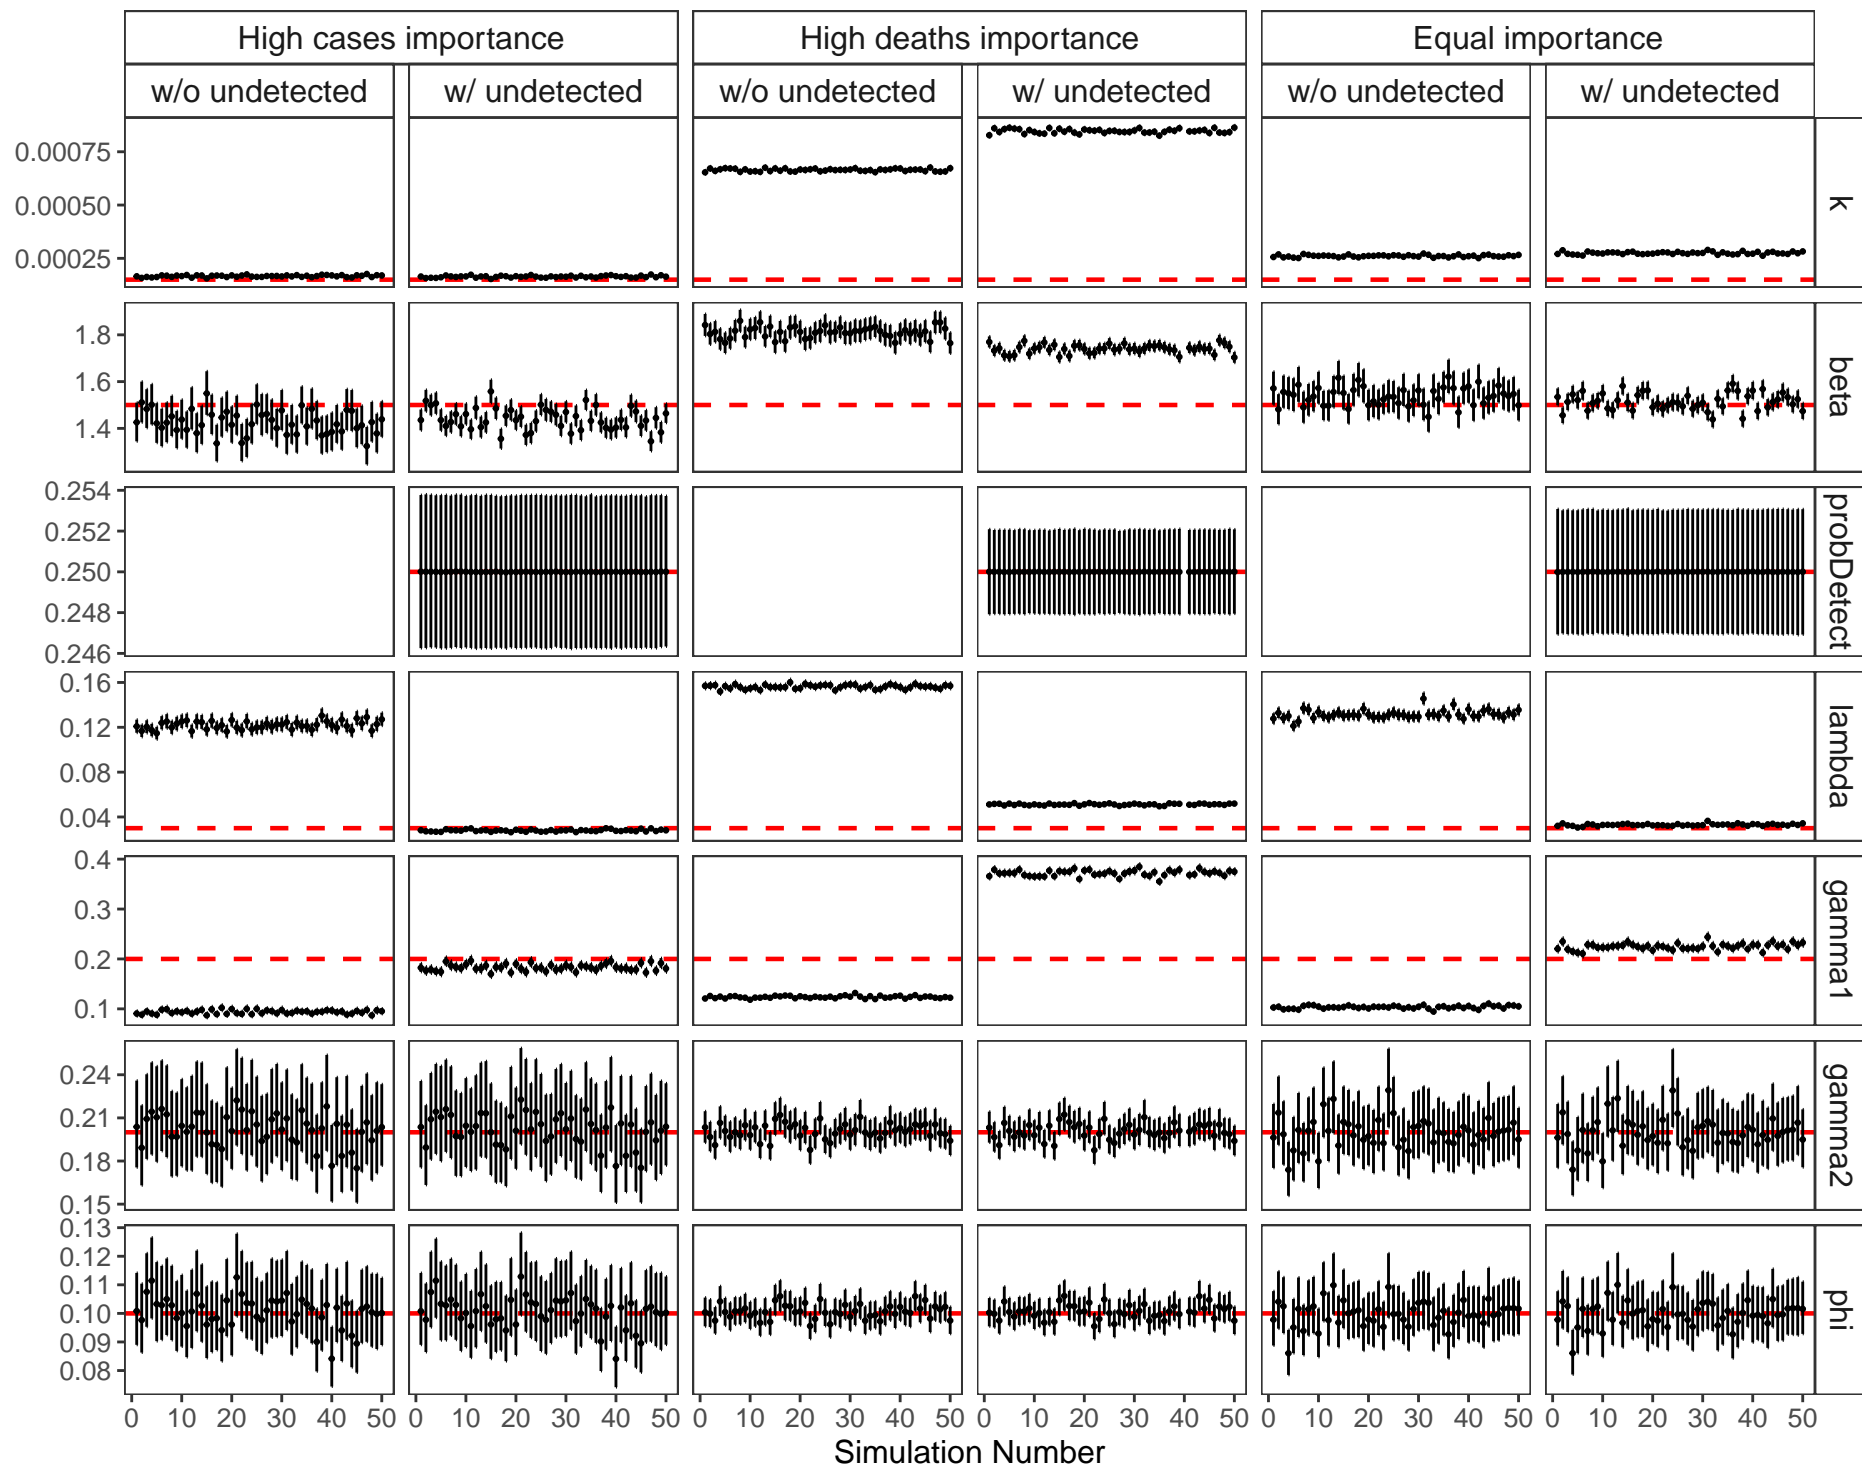 High cases importance High deaths importance Equal importance
w/o undetected w/ undetected w/o undetected w/ undetected w/o undetected w/ undetected
0.00075
0.00050
0.00025
k
1.8
1.6
1.4
beta
0.254
0.252
0.250
0.248
0.246
probDetect
0.16
0.12
0.08
0.04
lambda
0.4
0.3
0.2
0.1
gamma1
0.24
0.21
0.18
0.15
gamma2
0.13
0.12
0.11
0.10
0.09
0.08
phi
0 10 20 30 40 50 0 10 20 30 40 50 0 10 20 30 40 50 0 10 20 30 40 50 0 10 20 30 40 50 0 10 20 30 40 50
Simulation Number